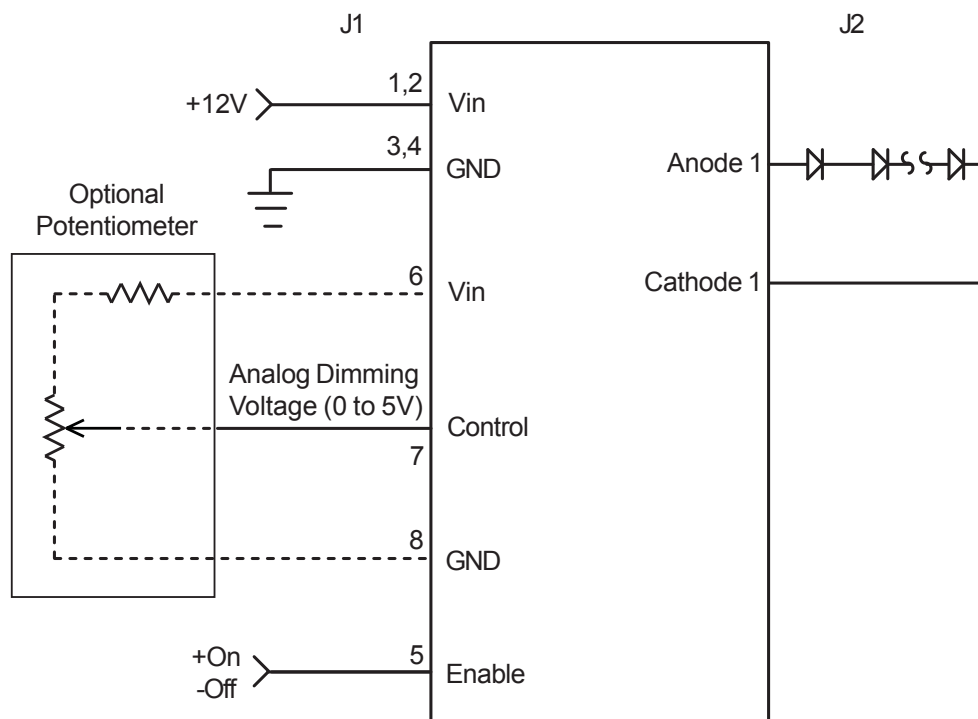 J1
J2
1,2
+12V
Vin
3,4
GND
Anode 1
Optional
Potentiometer
6
Vin
Cathode 1
Analog Dimming
Voltage (0 to 5V)
Control
7
8
GND
+On
-Off
5
Enable